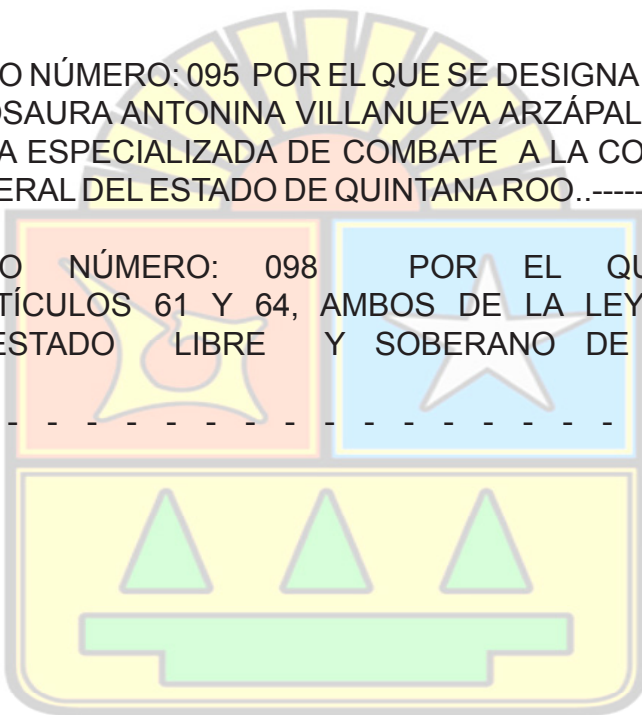 O NÚMERO: 095 POR EL QUE SE DESIGNA
OSAURA ANTONINA VILLANUEVA ARZÁPAL
A ESPECIALIZADA DE COMBATE A LA CO
ERAL DEL ESTADO DE QUINTANA ROO..-----
O NÚMERO: 098 POR EL QU
TÍCULOS 61 Y 64, AMBOS DE LA LEY
ESTADO LIBRE Y SOBERANO DE
- - - - - - - - - - - - - - - -